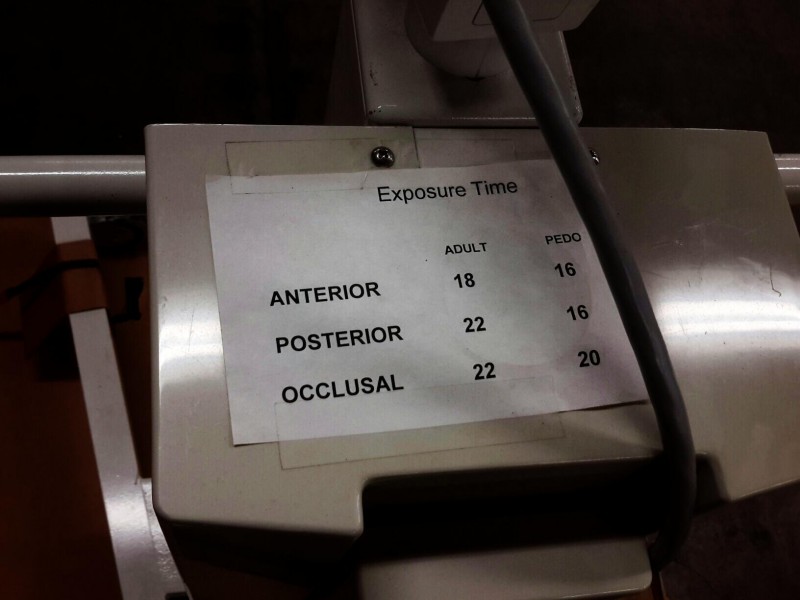 Exposure Time
ADULT PEDO
ANTERIOR 18 16
POSTERIOR 22 16
OCCLUSAL 22 20